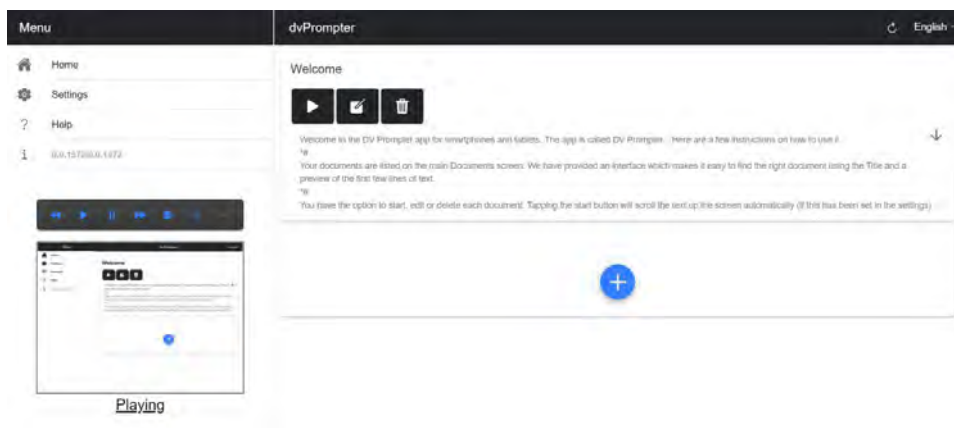 Menu
dvPrompter
English
Home
Settings
Help
Welcome
Welcome to the DV Prompter app for smartphones and tablets. The app is called DV Prompter. Here are a few instructions on how to use it.
Your documents are listed on the main Documents screen. We have provided an interface which makes it easy to find the right document listing the Title and a
preview of the first few lines of text.
You have the option to start, edit or delete each document. Tapping the start button will scroll the text up the screen automatically (if this has been set in the settings)
Playing